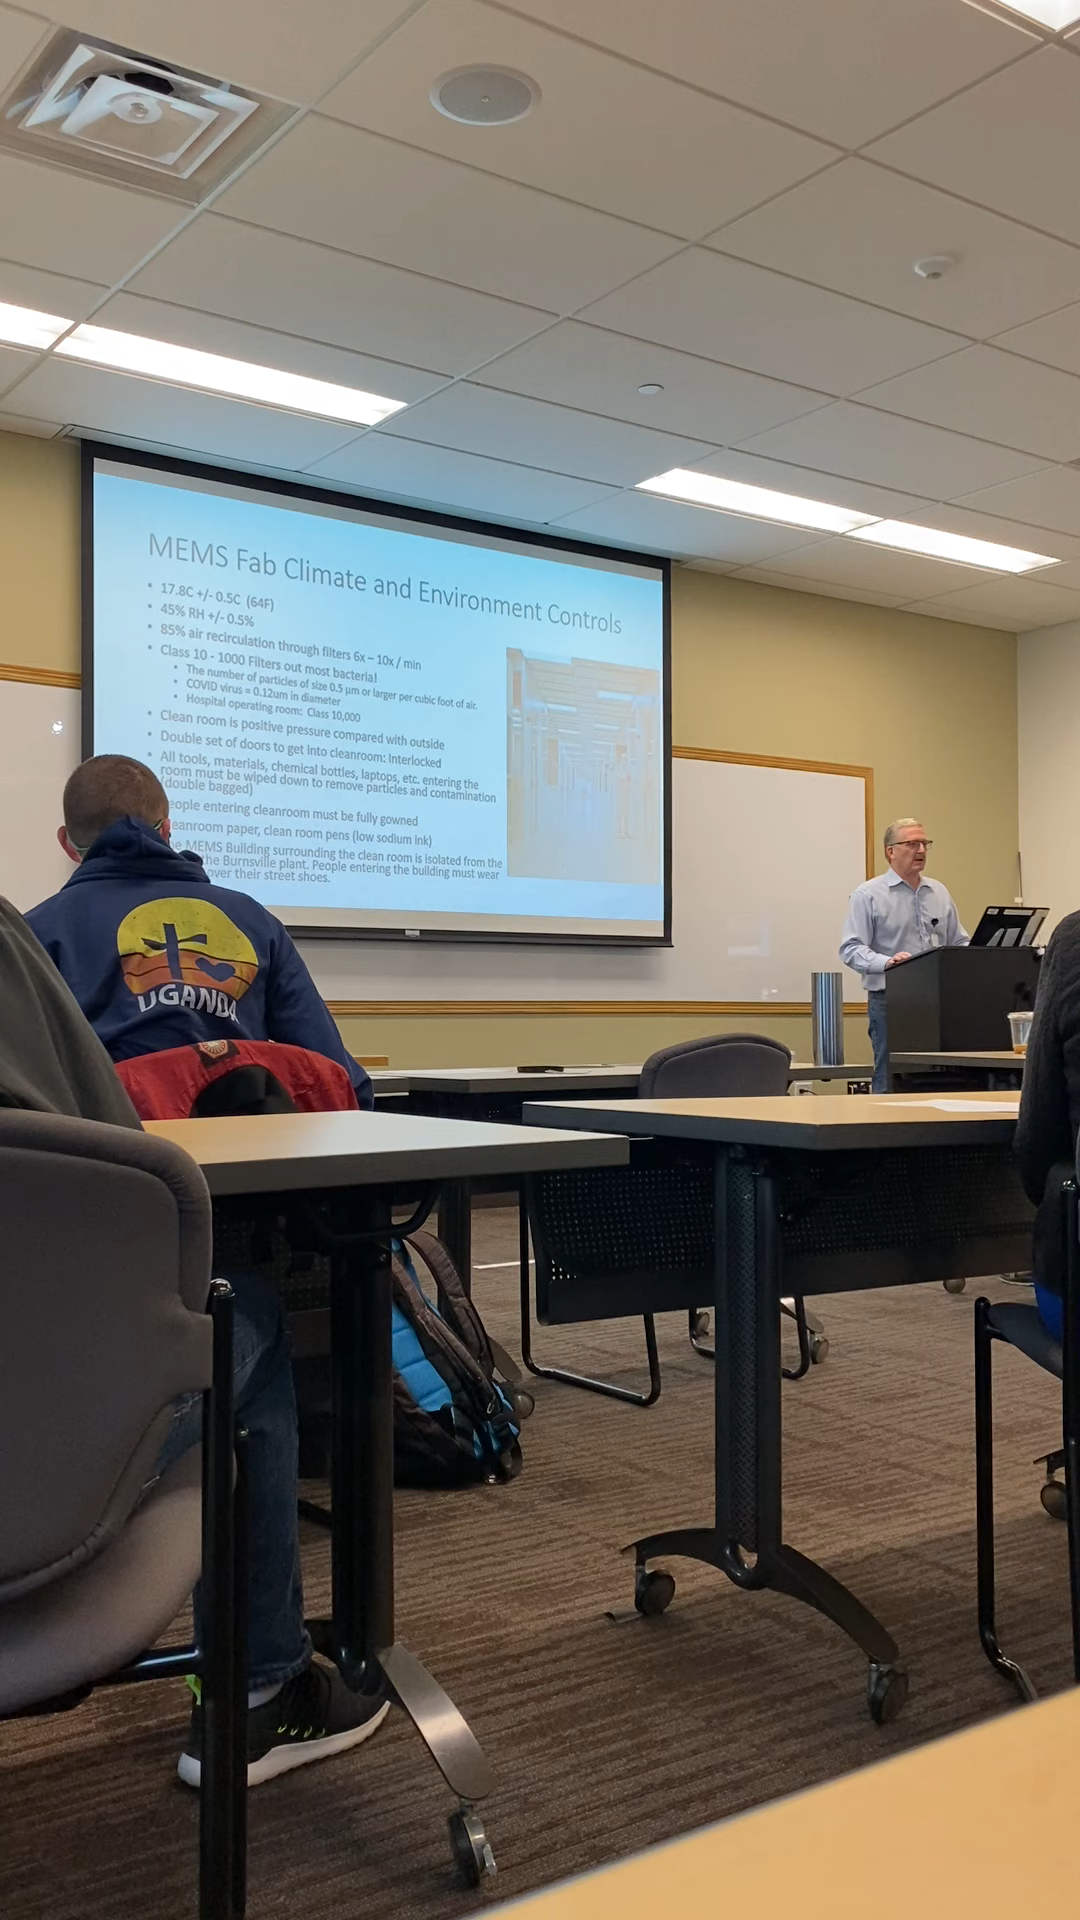 MEMS Fab Climate and Environment Controls
• 17.8C +/- 0.5C (64F)
• 45% RH +/- 0.5%
• 85% air recirculation through filters 6x – 10x / min
• Class 10 - 1000 Filters out most bacteria!
• The number of particles of size 0.5 µm or larger per cubic foot of air.
• COVID virus = 0.12um in diameter
• Hospital operating room: Class 10,000
• Clean room is positive pressure compared with outside
• Double set of doors to get into cleanroom: Interlocked
• All tools, materials, chemical bottles, laptops, etc. entering the
room must be wiped down to remove particles and contamination
(double bagged)
entering cleanroom must be fully gowned
paper, clean room pens (low sodium ink)
MEMS Building surrounding the clean room is isolated from the
the Burnsville plant. People entering the building must wear
over their street shoes.
UGANDA